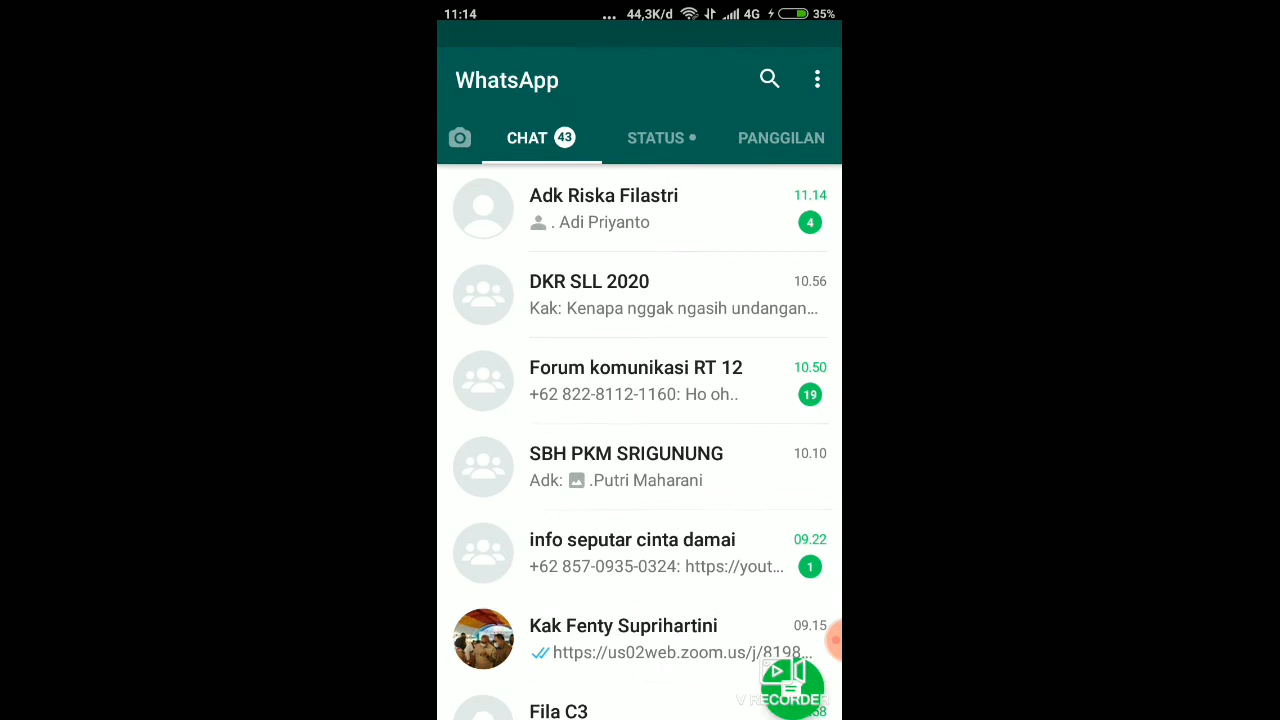 11:14 ... 44,3K/d 4G 35%
WhatsApp
CHAT 43 STATUS PANGGILAN
Adk Riska Filastri 11.14
. Adi Priyanto 4
DKR SLL 2020 10.56
Kak: Kenapa nggak ngasih undangan...
Forum komunikasi RT 12 10.50
+62 822-8112-1160: Ho oh.. 19
SBH PKM SRIGUNUNG 10.10
Adk: .Putri Maharani
info seputar cinta damai 09.22
+62 857-0935-0324: https://yout... 1
Kak Fenty Suprihartini 09.15
https://us02web.zoom.us/j/8198...
V RECORDER
Fila C3